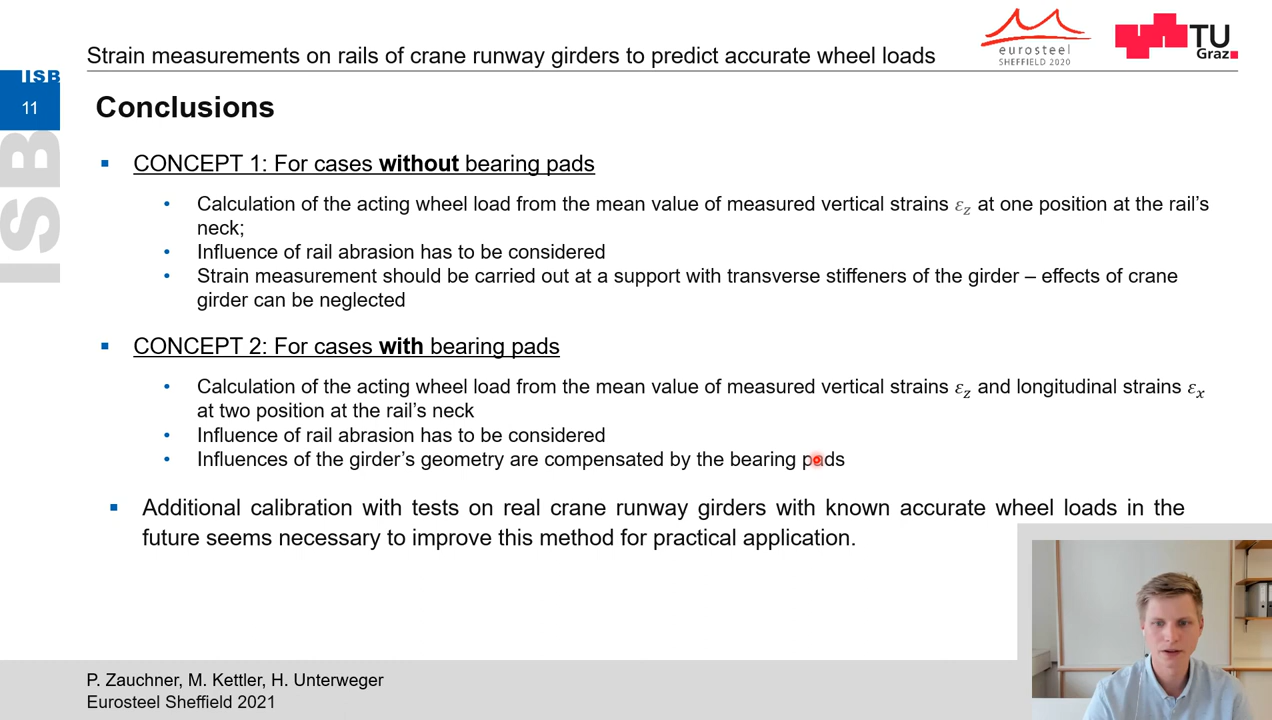 Strain measurements on rails of crane runway girders to predict accurate wheel loads
eurosteel
SHEFFIELD 2020
TU
Graz
ISB
11
ISB
Conclusions
CONCEPT 1: For cases without bearing pads
Calculation of the acting wheel load from the mean value of measured vertical strains εz at one position at the rail's
neck;
Influence of rail abrasion has to be considered
Strain measurement should be carried out at a support with transverse stiffeners of the girder – effects of crane
girder can be neglected
CONCEPT 2: For cases with bearing pads
Calculation of the acting wheel load from the mean value of measured vertical strains εz and longitudinal strains εx
at two position at the rail's neck
Influence of rail abrasion has to be considered
Influences of the girder's geometry are compensated by the bearing pads
Additional calibration with tests on real crane runway girders with known accurate wheel loads in the
future seems necessary to improve this method for practical application.
P. Zauchner, M. Kettler, H. Unterweger
Eurosteel Sheffield 2021